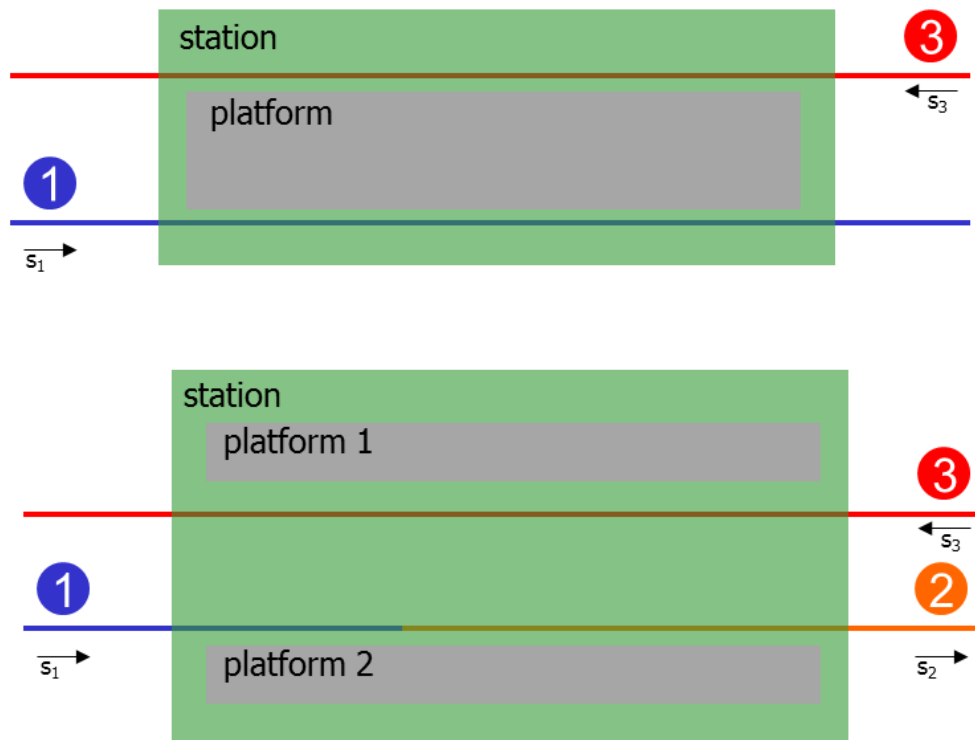 station
3
s₃
platform
1
s₁
station
platform 1
3
s₃
1
2
s₁
platform 2
s₂